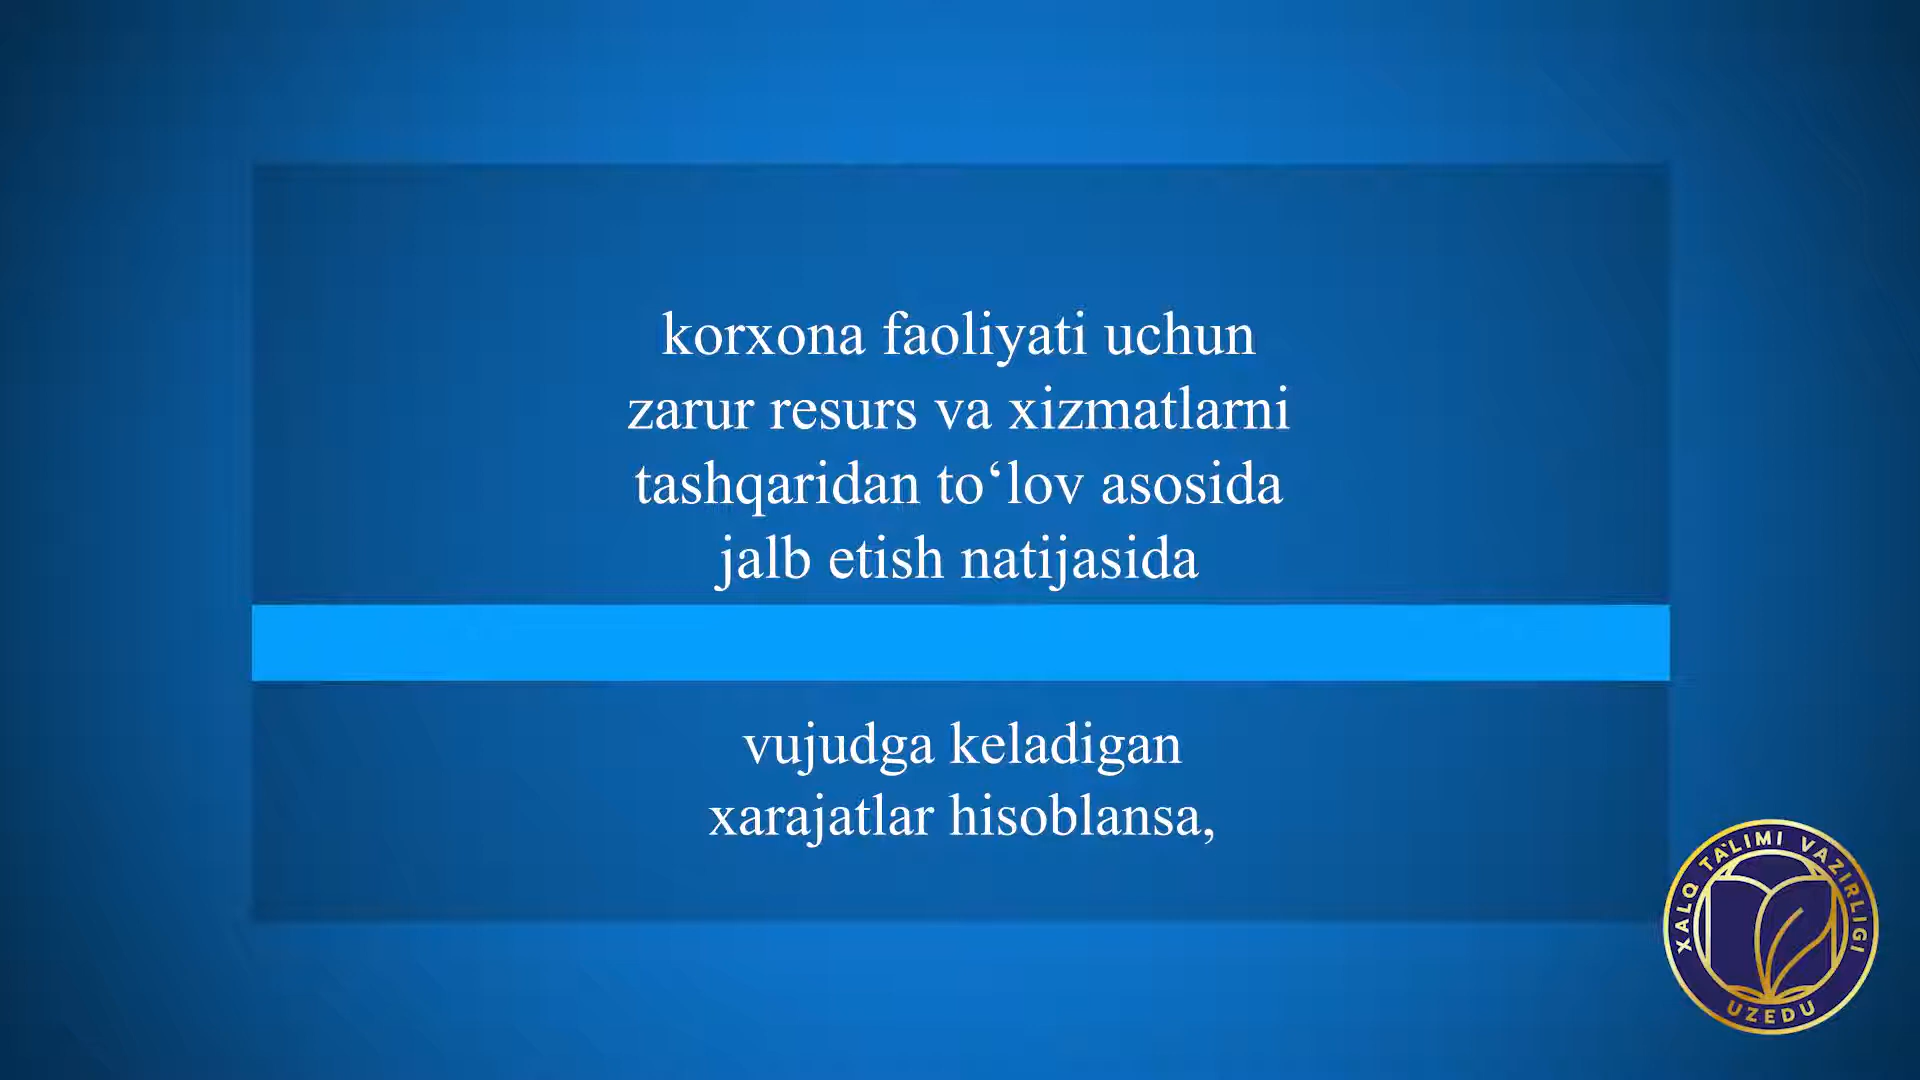 korxona faoliyati uchun
zarur resurs va xizmatlarni
tashqaridan to‘lov asosida
jalb etish natijasida
vujudga keladigan
xarajatlar hisoblansa,
XALQ TA'LIMI VAZIRLIGI
UZEDU